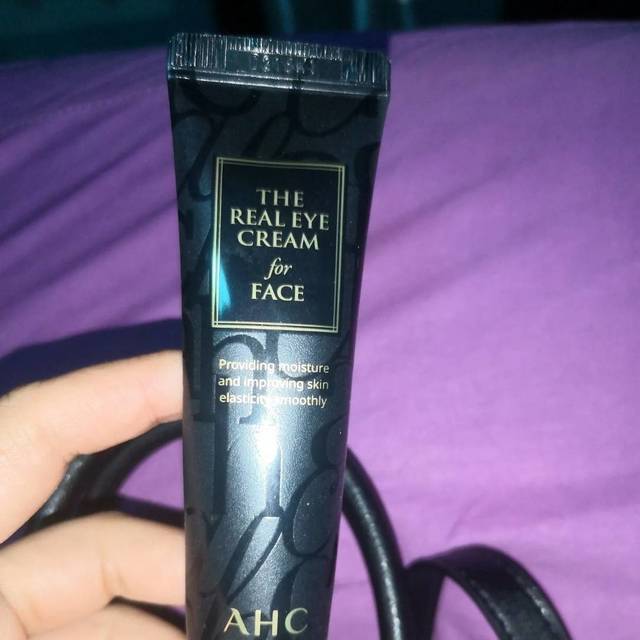 THE
REAL EYE
CREAM
for
FACE
Providing moisture
and improving skin
elasticity smoothly
AHC